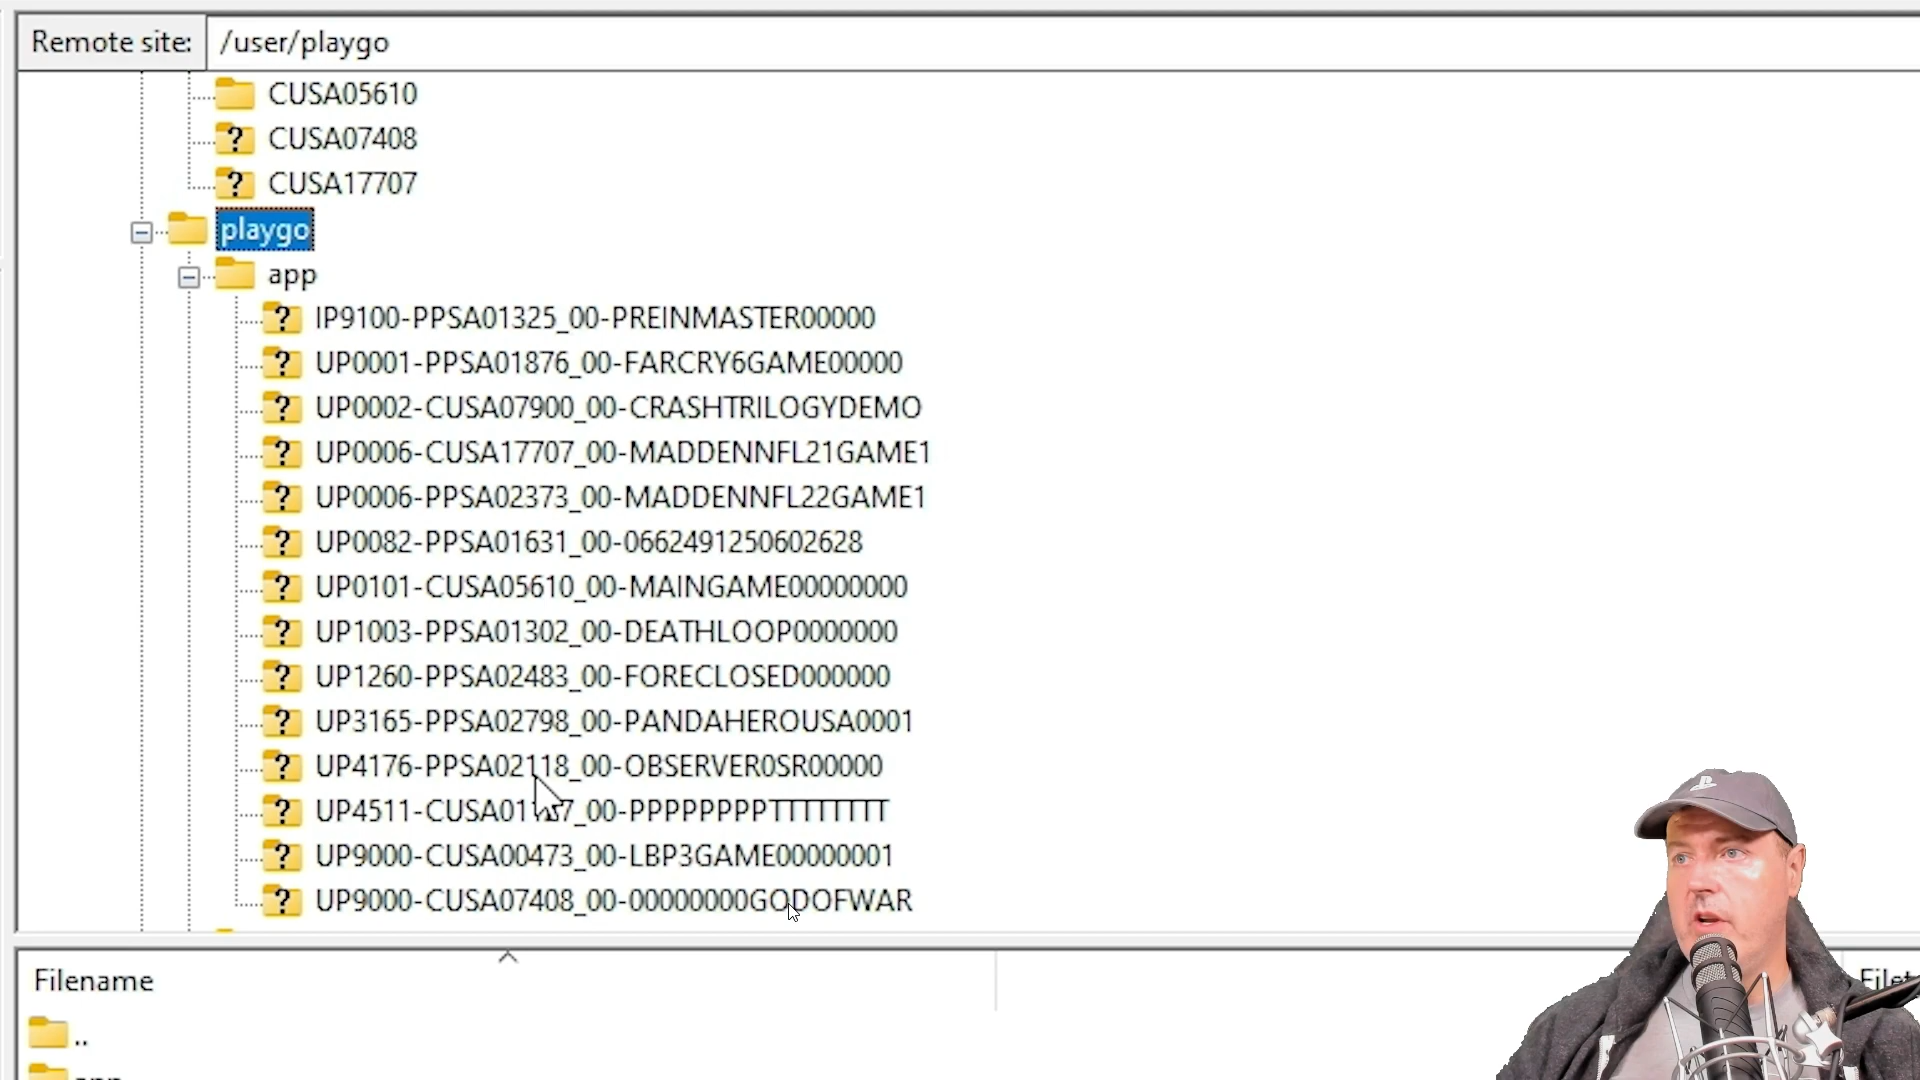 Remote site: /user/playgo
CUSA05610
CUSA07408
CUSA17707
playgo
app
IP9100-PPSA01325_00-PREINMASTER00000
UP0001-PPSA01876_00-FARCRY6GAME00000
UP0002-CUSA07900_00-CRASHTRILOGYDEMO
UP0006-CUSA17707_00-MADDENNFL21GAME1
UP0006-PPSA02373_00-MADDENNFL22GAME1
UP0082-PPSA01631_00-0662491250602628
UP0101-CUSA05610_00-MAINGAME00000000
UP1003-PPSA01302_00-DEATHLOOP0000000
UP1260-PPSA02483_00-FORECLOSED000000
UP3165-PPSA02798_00-PANDAHEROUSA0001
UP4176-PPSA02118_00-OBSERVER0SR00000
UP9000-CUSA00473_00-LBP3GAME00000001
UP9000-CUSA07408_00-00000000GODOFWAR
Filename
..